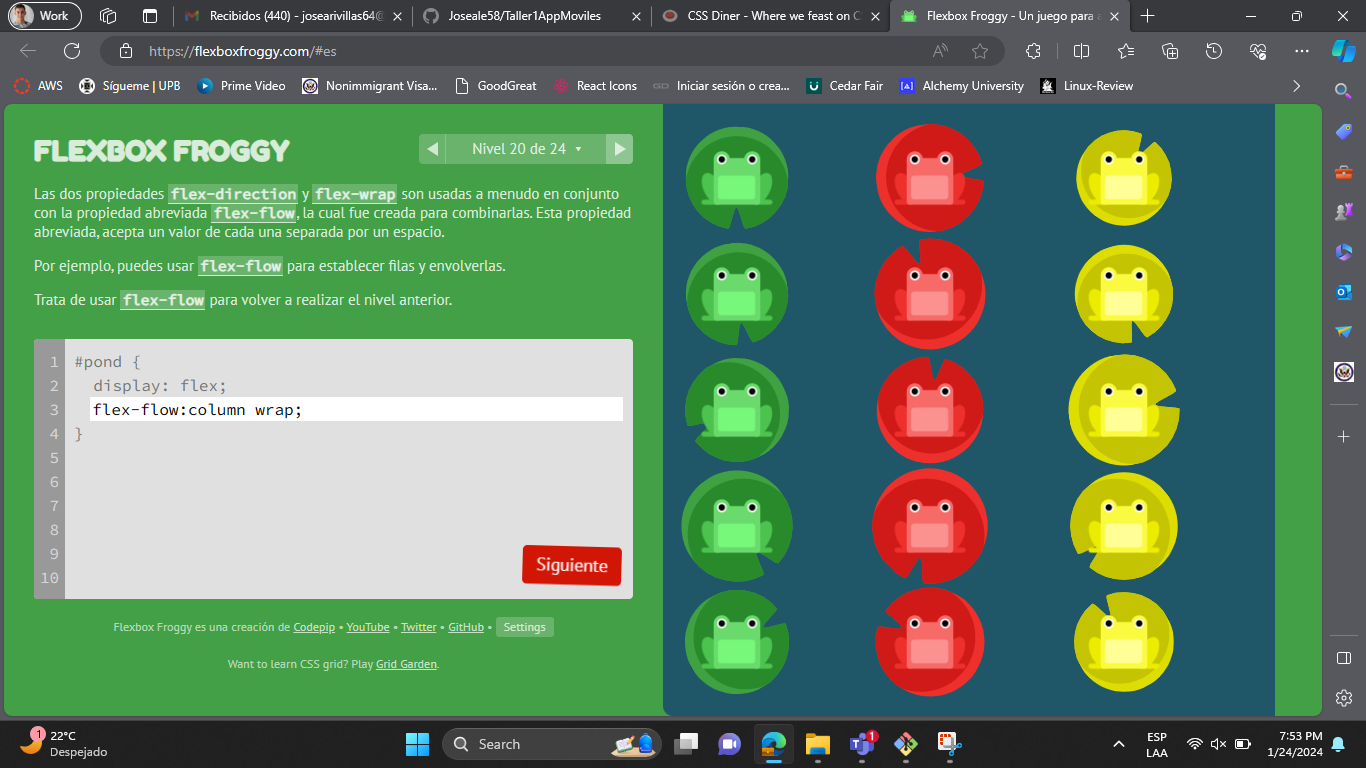 Work
Recibidos (440) - josearivillas64@
Joseale58/Taller1AppMoviles
CSS Diner - Where we feast on C
Flexbox Froggy - Un juego para a
https://flexboxfroggy.com/#es
AWS
Sígueme | UPB
Prime Video
Nonimmigrant Visa...
GoodGreat
React Icons
Iniciar sesión o crea...
Cedar Fair
Alchemy University
Linux-Review
FLEXBOX FROGGY
Nivel 20 de 24
Las dos propiedades flex-direction y flex-wrap son usadas a menudo en conjunto
con la propiedad abreviada flex-flow, la cual fue creada para combinarlas. Esta propiedad
abreviada, acepta un valor de cada una separada por un espacio.
Por ejemplo, puedes usar flex-flow para establecer filas y envolverlas.
Trata de usar flex-flow para volver a realizar el nivel anterior.
1 #pond {
2 display: flex;
3 flex-flow:column wrap;
4 }
5
6
7
8
9
10
Siguiente
Flexbox Froggy es una creación de Codepip • YouTube • Twitter • GitHub • Settings
Want to learn CSS grid? Play Grid Garden.
1
22°C
Despejado
Search
1
ESP
LAA
7:53 PM
1/24/2024